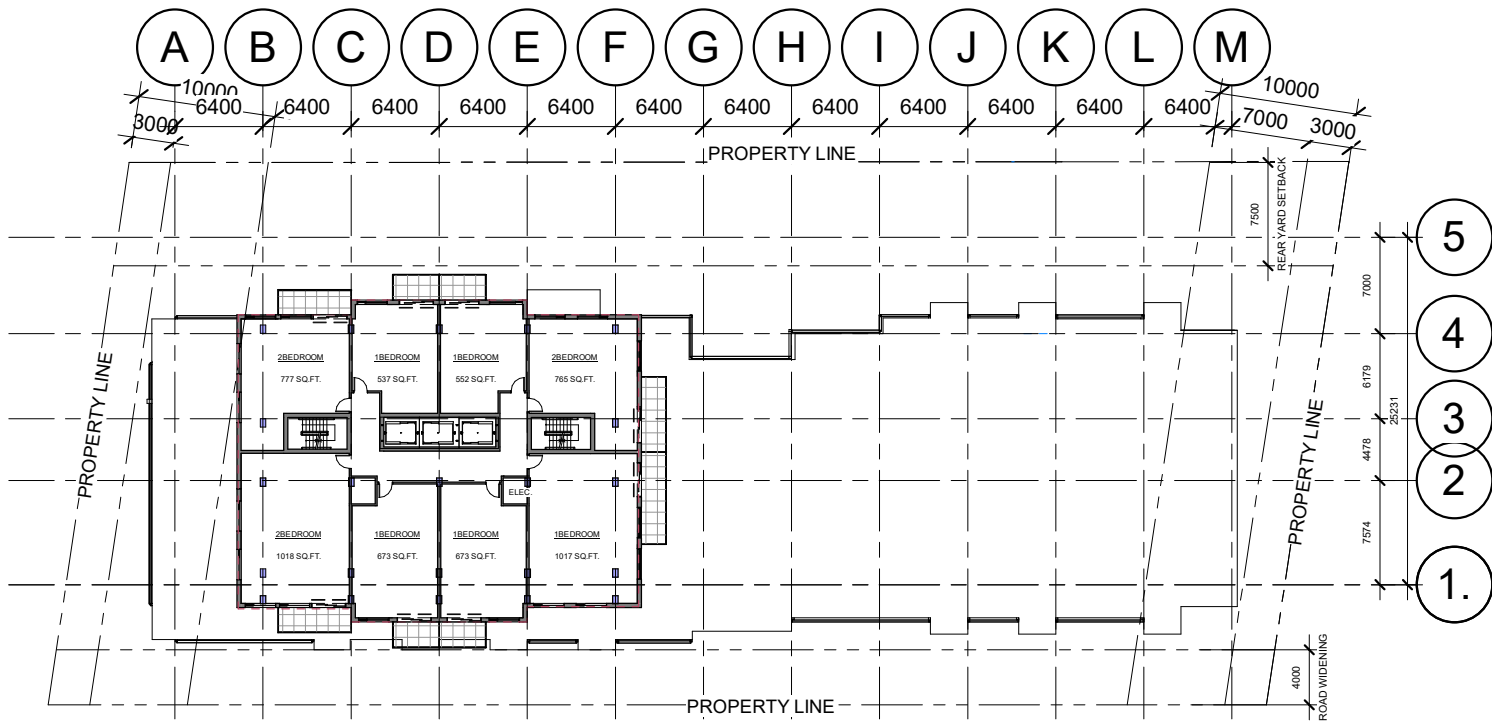 A B C D E F G H I J K L M
10000
10000
6400 6400 6400 6400 6400 6400 6400 6400 6400 6400 6400 6400
3000
7000 3000
PROPERTY LINE
REAR YARD SETBACK
7500
5
7000
4
2BEDROOM
777 SQ.FT.
1BEDROOM
537 SQ.FT.
1BEDROOM
552 SQ.FT.
2BEDROOM
765 SQ.FT.
6179
25231
PROPERTY LINE
PROPERTY LINE
3
4478
2
ELEC.
2BEDROOM
1018 SQ.FT.
1BEDROOM
673 SQ.FT.
1BEDROOM
673 SQ.FT.
1BEDROOM
1017 SQ.FT.
7574
1.
4000
ROAD WIDENING
PROPERTY LINE